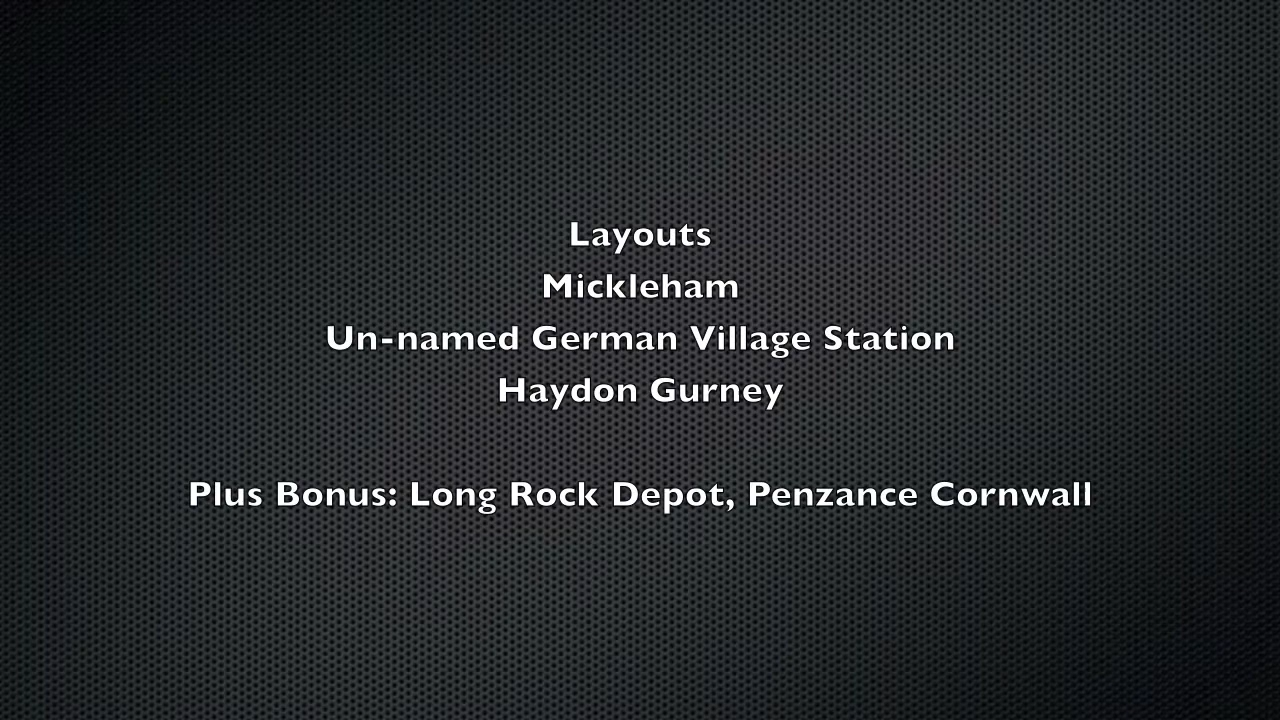 Layouts
Mickleham
Un-named German Village Station
Haydon Gurney
Plus Bonus: Long Rock Depot, Penzance Cornwall